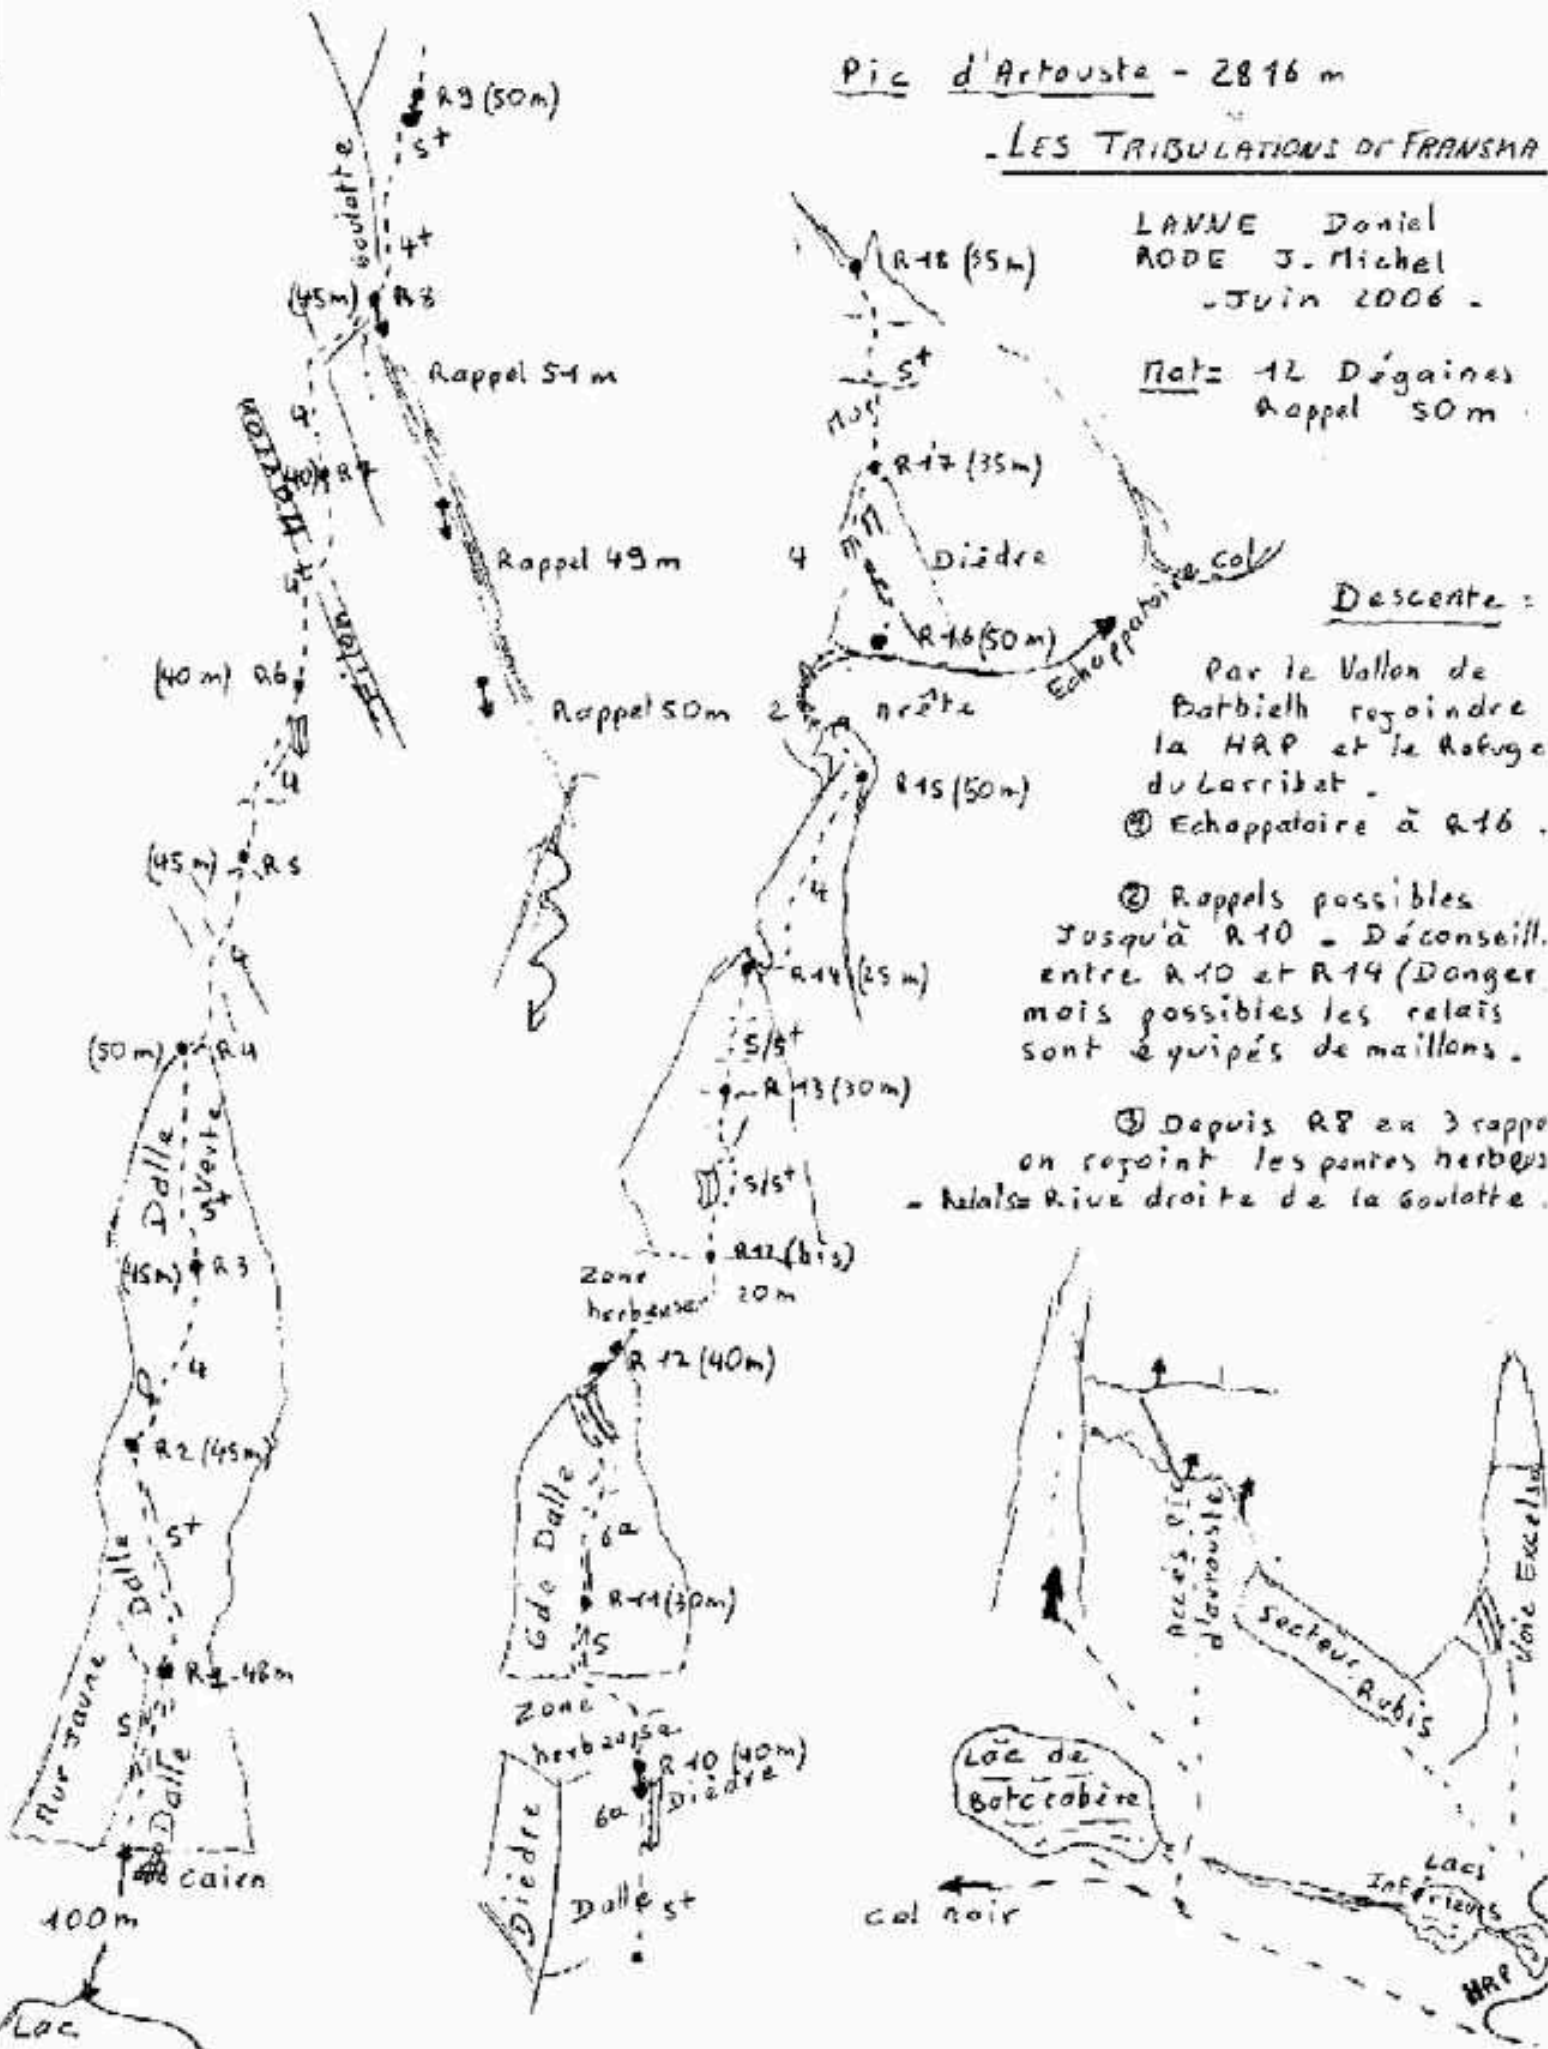 Pic d'Artouste - 2816 m
- LES TRIBULATIONS DE FRANSHA
LANNE Daniel
RODE J. Michel
- Juin 2006 -
Mat= 12 Dégaines
Rappel 50 m
Descente :
Par le Vallon de
Batbielh rejoindre
la HRP et le Refuge
du Larribet .
① Echappatoire à R16 .
② Rappels possibles
Jusqu'à R10 - Déconseill.
entre R10 et R14 (Danger
mais possibles les relais
sont équipés de maillons .
③ Depuis R8 en 3 rappe
on rejoint les pentes herbeus
- Relais= Rive droite de la Goulotte .
R9 (50m)
5+
Goulotte
4+
(45m) R8
Rappel 51 m
4
40) R7
Rappel 49 m
5+
(40 m) R6
Rappel 50m
4
(45 m) R5
4
(50 m) R4
Dalle
Verte
5+
(45m) R3
4
R2 (45m)
5+
Dalle
Mur Jaune
R1 - 48m
5
Dalle
Cairn
100m
Lac
R18 (35m)
5+
Mur
R17 (35m)
4
Dièdre
R16 (50m)
Echappatoire
Col
2
Arête
R15 (50m)
4
R14 (25 m)
5/5+
R13 (30m)
5/5+
R12 (bis)
Zone
herbeuse
20m
R12 (40m)
Gde Dalle
6a
R11 (30m)
5
Zone
herbeuse
R10 (40m)
Dièdre
6a
Dièdre
Dalle 5+
Accès Pic
d'Artouste
Secteur Rubis
Voie Excelso
Lac de
Batcrabère
Lacs
Inférieurs
Col noir
HRP